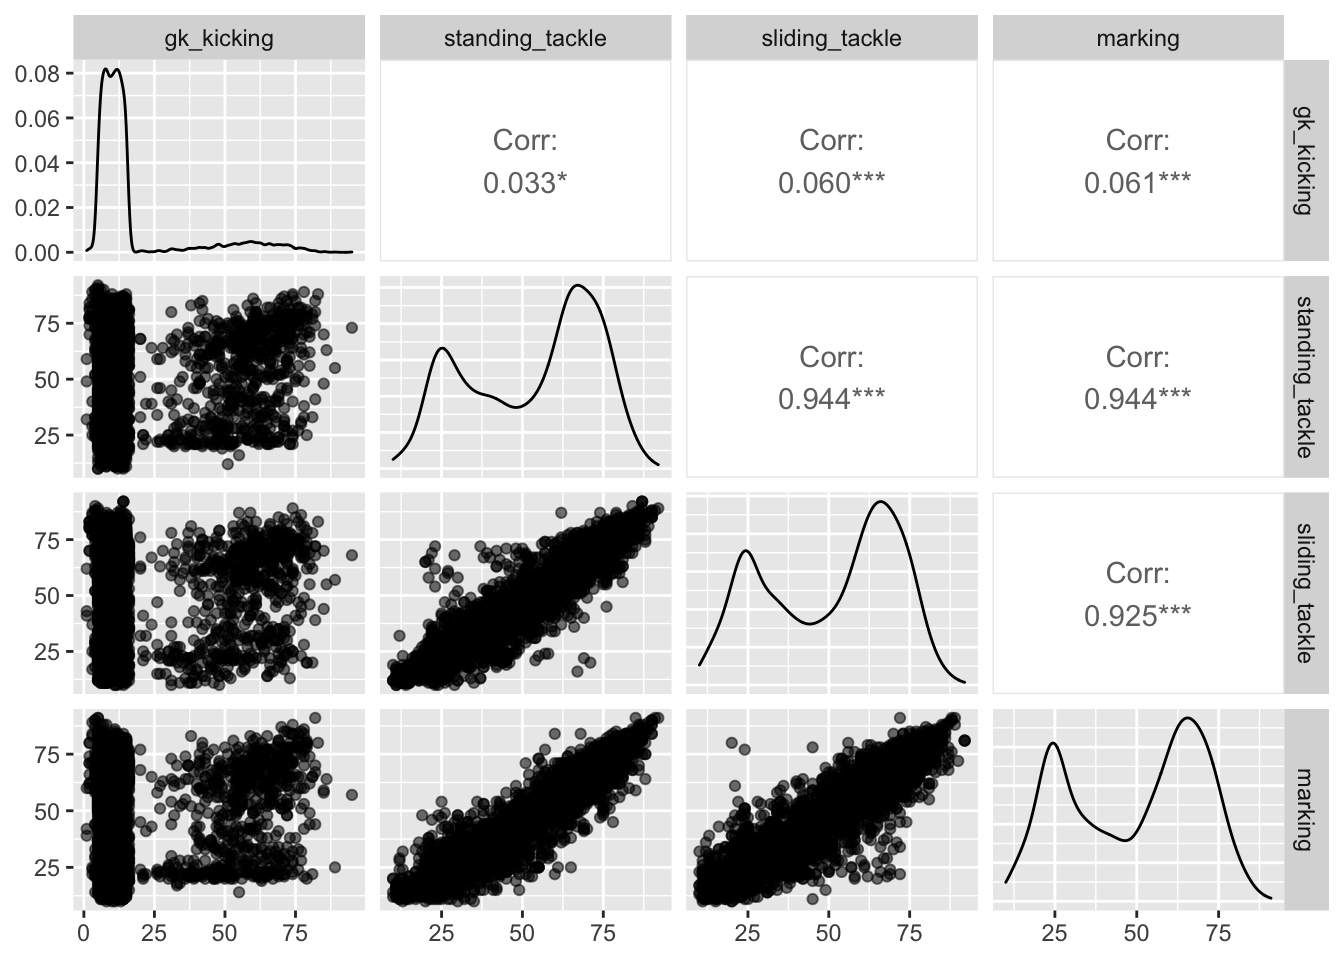 gk_kicking standing_tackle sliding_tackle marking
0.08
0.06
0.04
0.02
0.00
Corr:
0.033*
Corr:
0.060***
Corr:
0.061***
gk_kicking
75
50
25
Corr:
0.944***
Corr:
0.944***
standing_tackle
75
50
25
Corr:
0.925***
sliding_tackle
75
50
25
marking
0 25 50 75
25 50 75
25 50 75
25 50 75